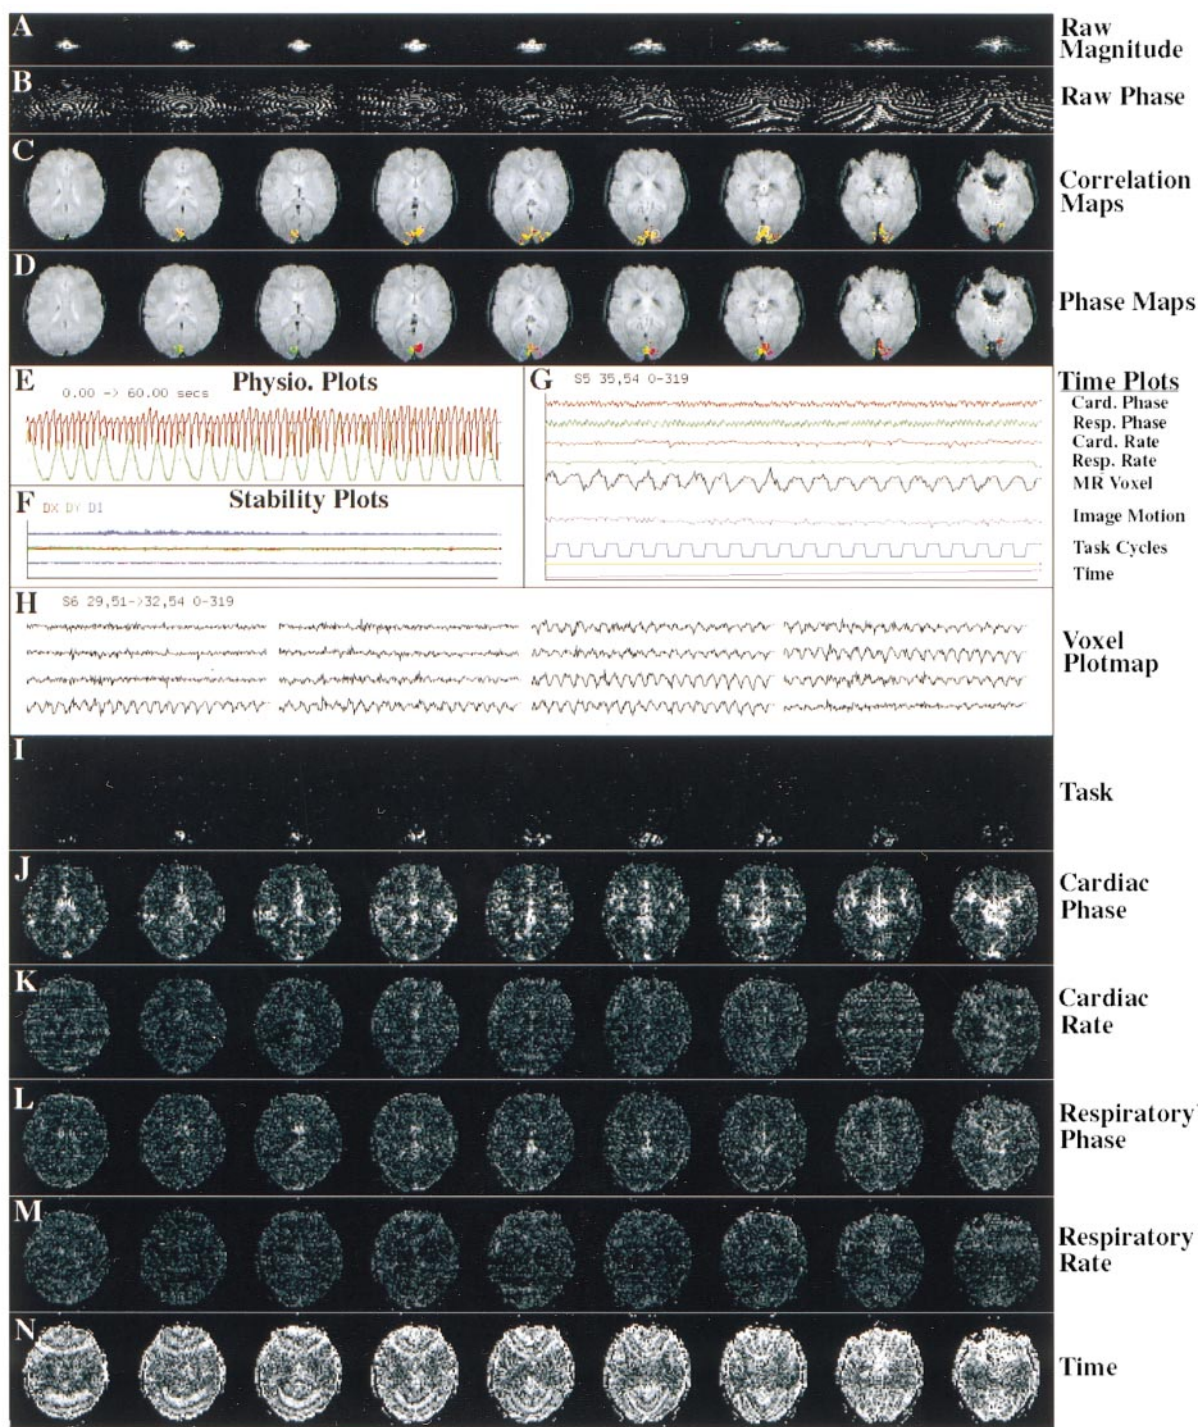 A
Raw
Magnitude
B
Raw Phase
C
Correlation
Maps
D
Phase Maps
E
Physio. Plots
0.00 -> 60.00 secs
F
Stability Plots
DX DY DI
G
S5 35,54 0-319
Time Plots
Card. Phase
Resp. Phase
Card. Rate
Resp. Rate
MR Voxel
Image Motion
Task Cycles
Time
H
S6 29,51->32,54 0-319
Voxel
Plotmap
I
Task
J
Cardiac
Phase
K
Cardiac
Rate
L
Respiratory
Phase
M
Respiratory
Rate
N
Time